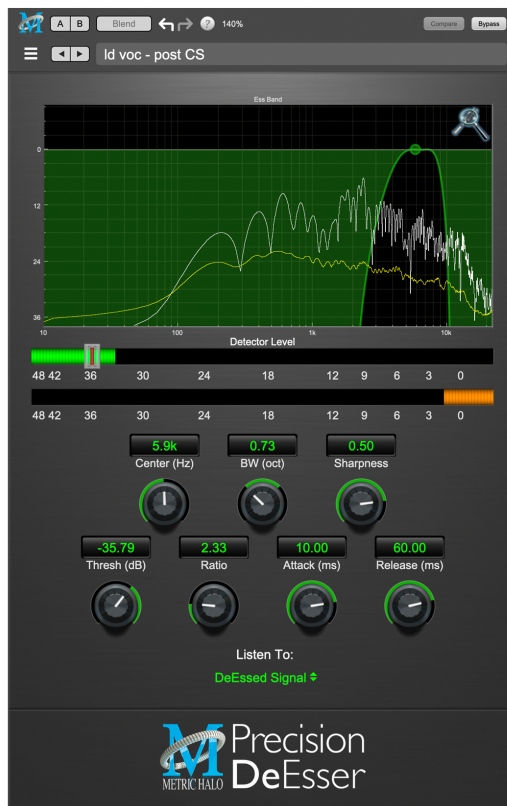 A B Blend ? 140% Compare Bypass
ld voc - post CS
Ess Band
0
12
24
36
10 100 1k 10k
Detector Level
48 42 36 30 24 18 12 9 6 3 0
48 42 36 30 24 18 12 9 6 3 0
5.9k 0.73 0.50
Center (Hz) BW (oct) Sharpness
-35.79 2.33 10.00 60.00
Thresh (dB) Ratio Attack (ms) Release (ms)
Listen To:
DeEssed Signal
M Precision
METRIC HALO DeEsser